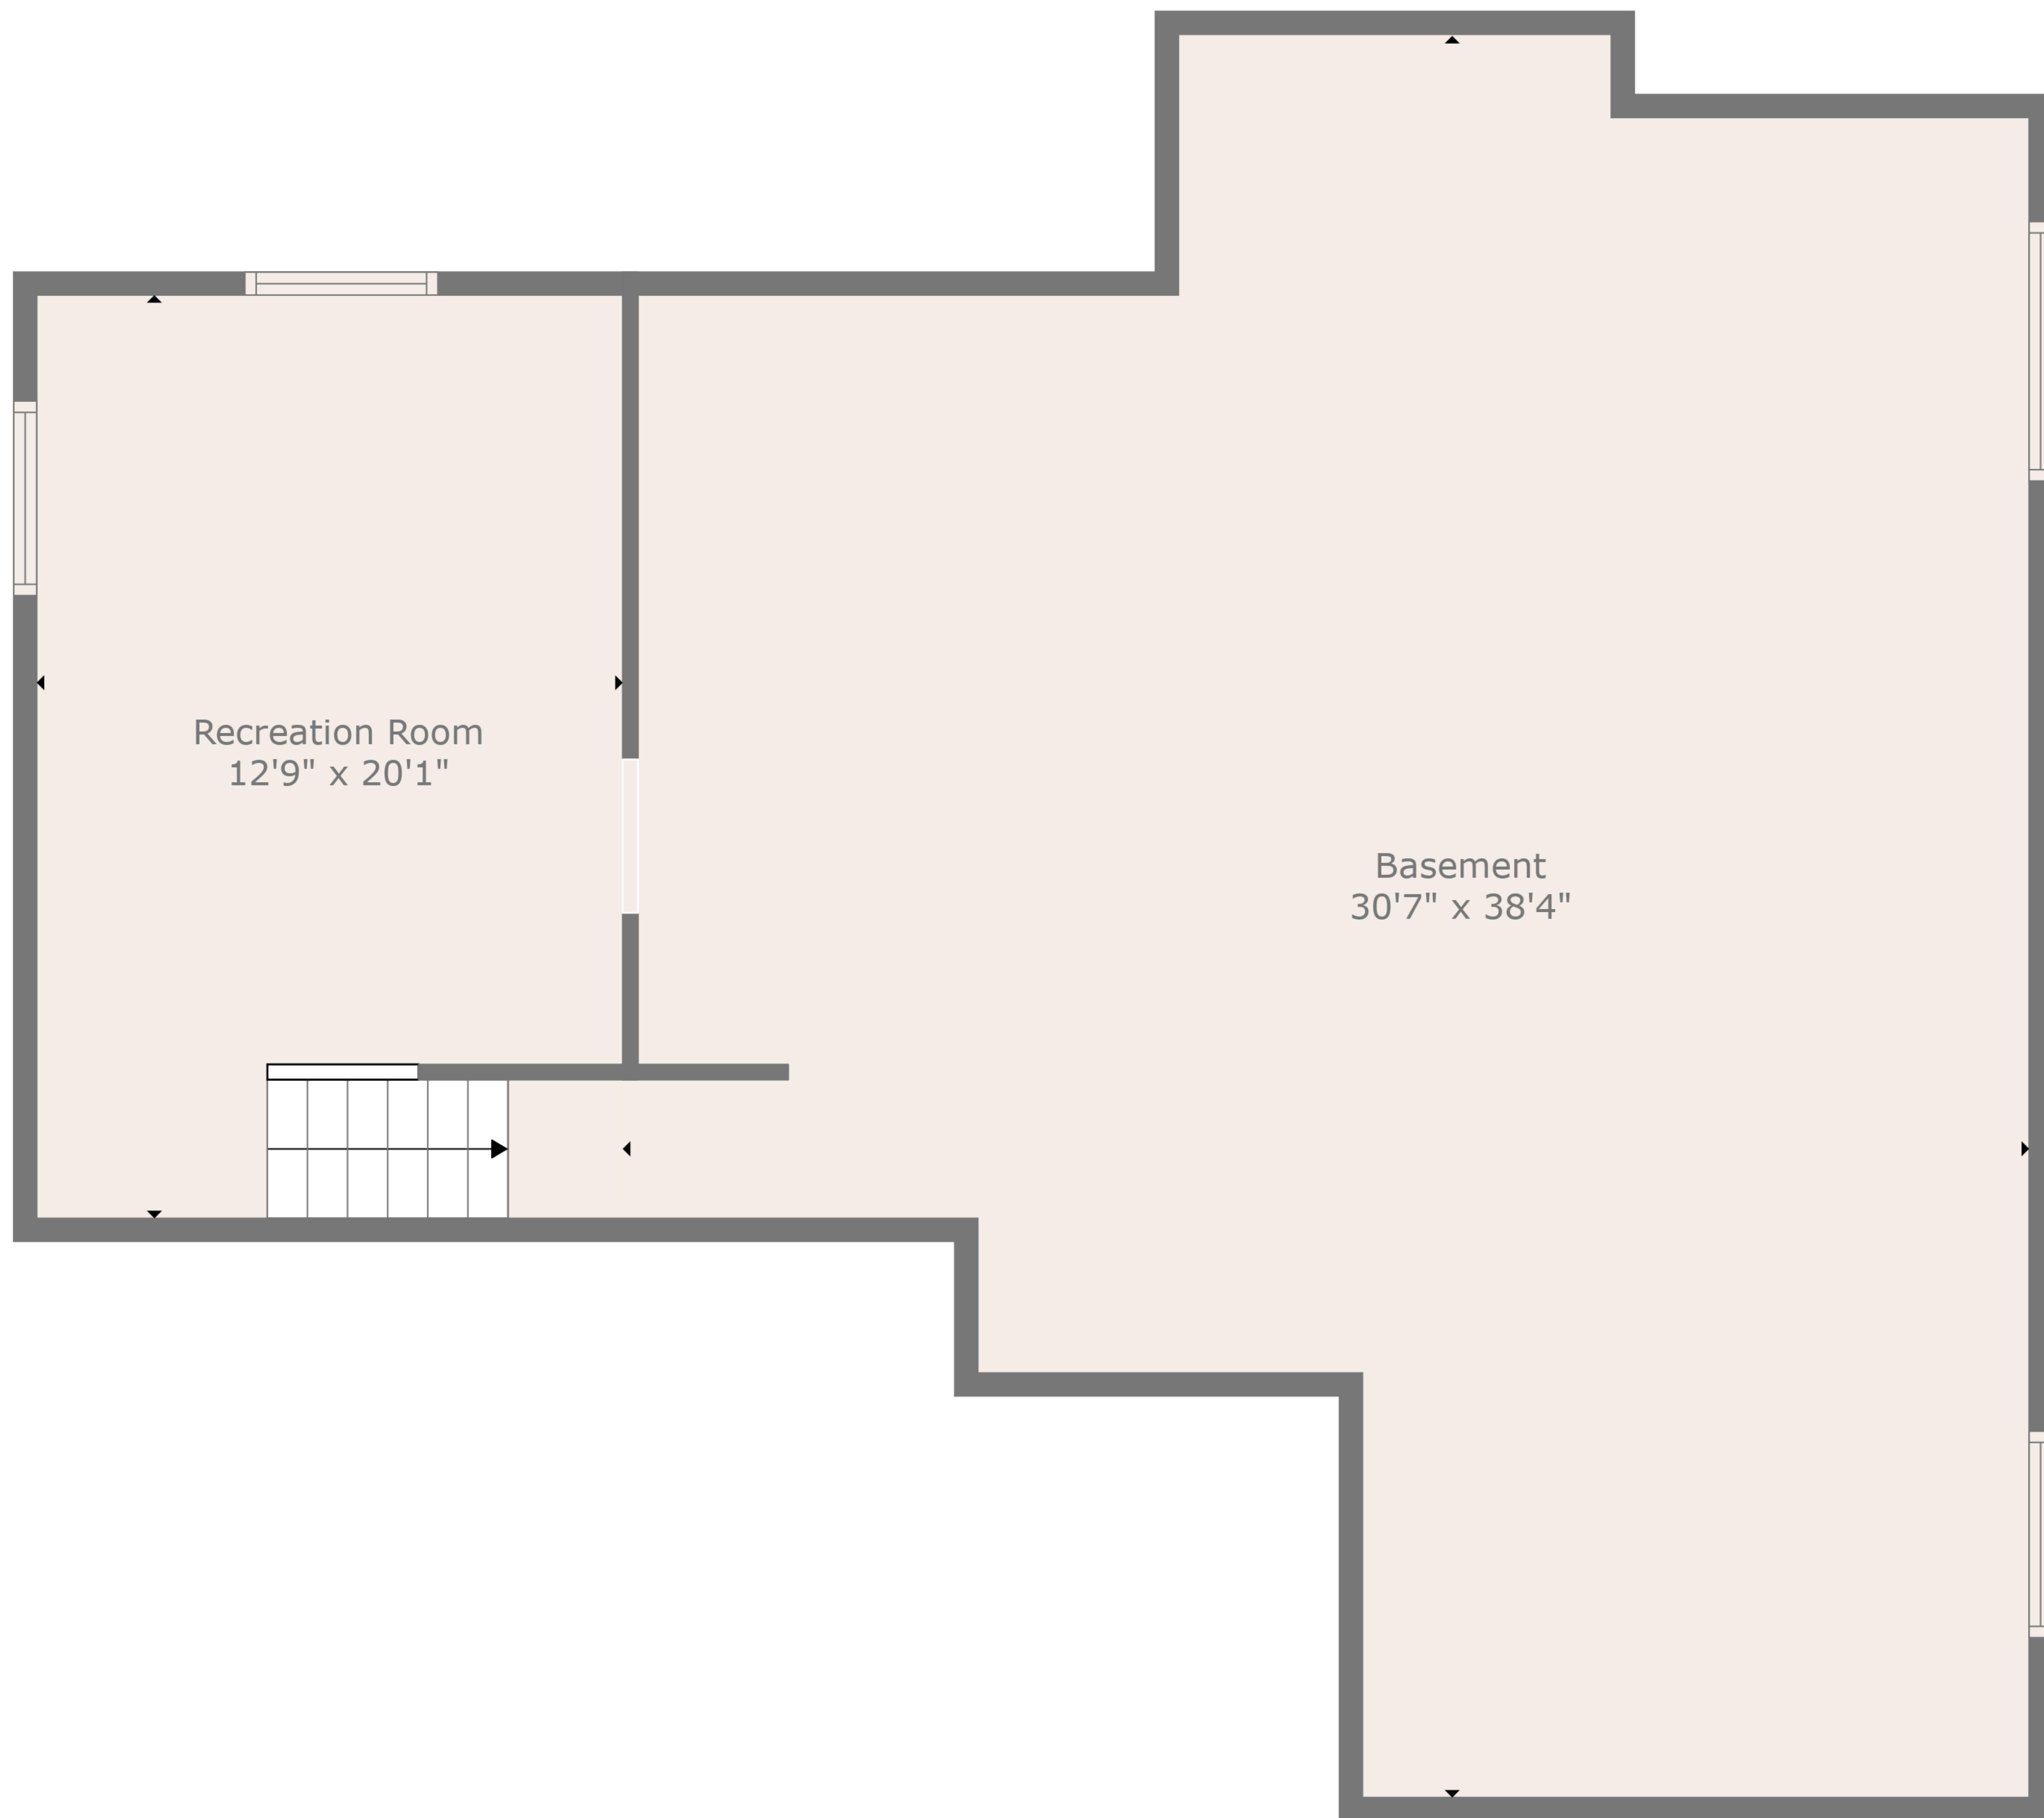 Recreation Room
12'9" x 20'1"
Basement
30'7" x 38'4"